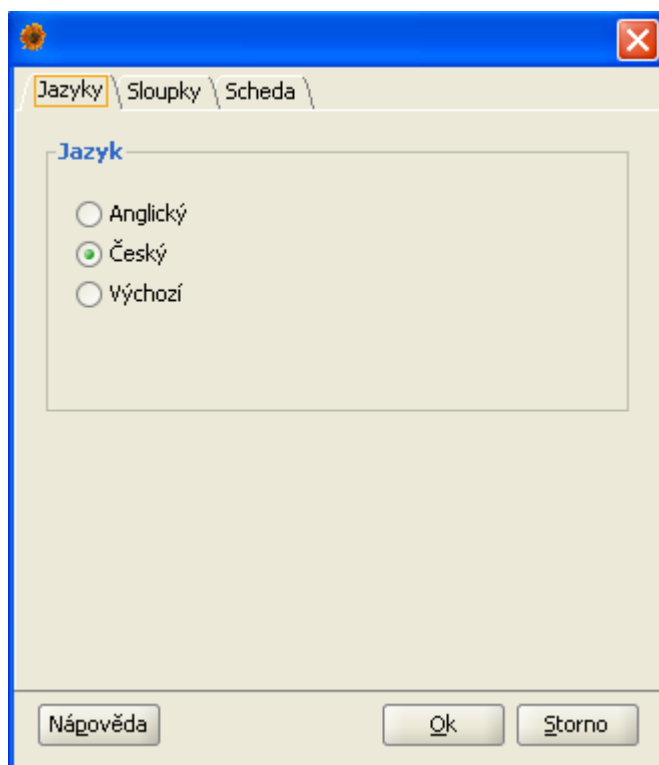 Jazyky Sloupky Scheda
Jazyk
Anglický
Český
Výchozí
Nápověda Ok Storno